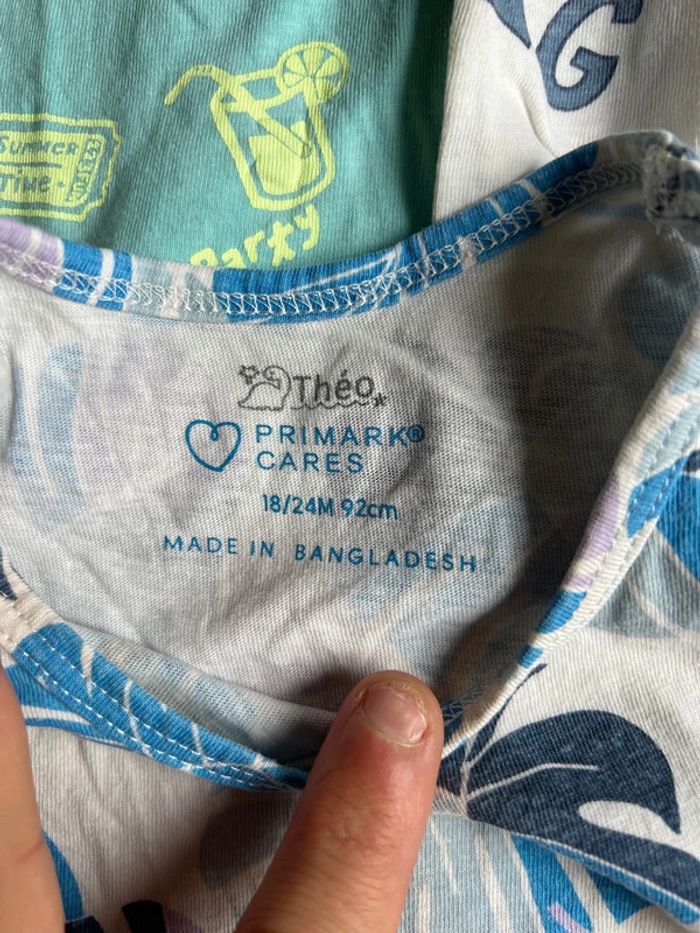 G
SUMMER
TIME
Party
Théo
PRIMARK®
CARES
18/24M 92cm
MADE IN BANGLADESH